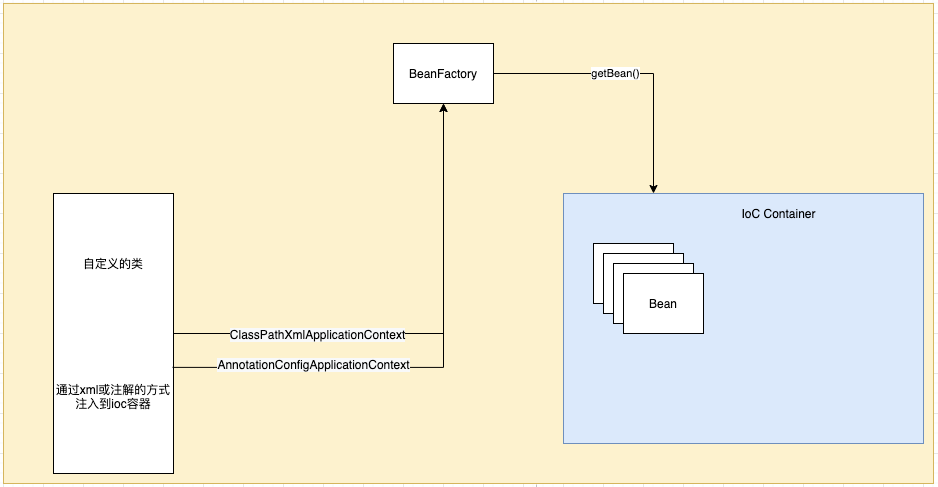 BeanFactory
getBean()
IoC Container
自定义的类
Bean
ClassPathXmlApplicationContext
AnnotationConfigApplicationContext
通过xml或注解的方式
注入到ioc容器